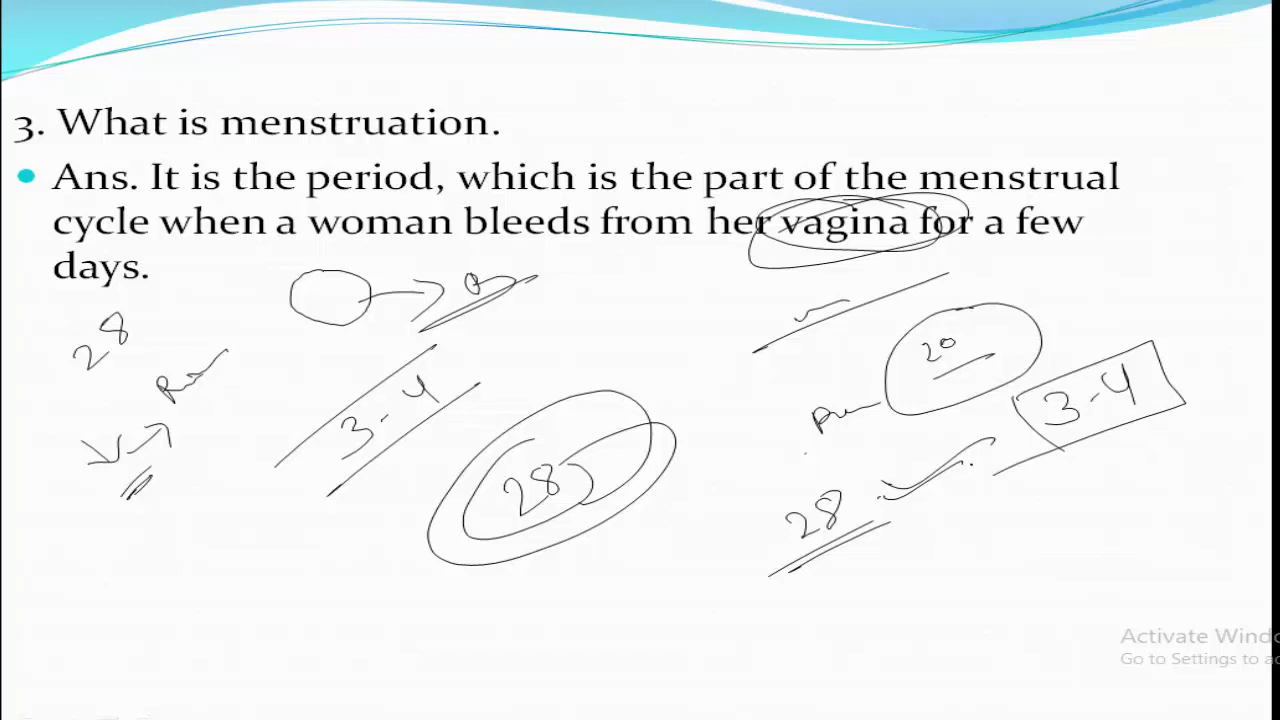 3. What is menstruation.
• Ans. It is the period, which is the part of the menstrual
cycle when a woman bleeds from her vagina for a few
days.
28
3-4
28
20
3-4
28
Activate Windo
Go to Settings to ac